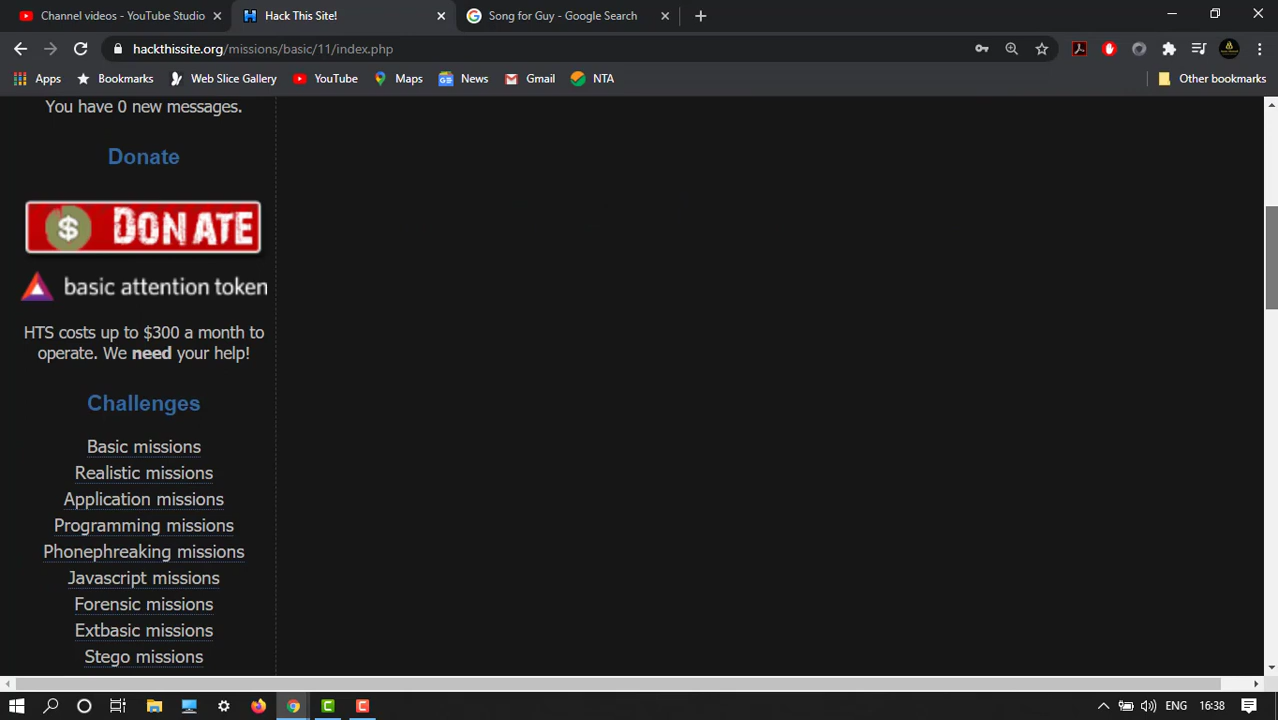 Channel videos - YouTube Studio
Hack This Site!
Song for Guy - Google Search
hackthissite.org/missions/basic/11/index.php
Apps
Bookmarks
Web Slice Gallery
YouTube
Maps
News
Gmail
NTA
Other bookmarks
You have 0 new messages.
Donate
$ DONATE
basic attention token
HTS costs up to $300 a month to
operate. We need your help!
Challenges
Basic missions
Realistic missions
Application missions
Programming missions
Phonephreaking missions
Javascript missions
Forensic missions
Extbasic missions
Stego missions
ENG
16:38